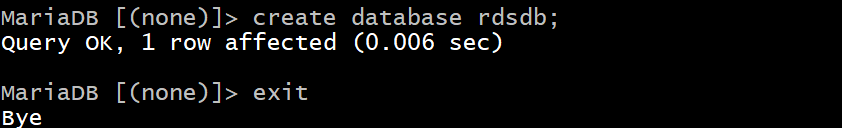 MariaDB [(none)]> create database rdsdb;
Query OK, 1 row affected (0.006 sec)
MariaDB [(none)]> exit
Bye